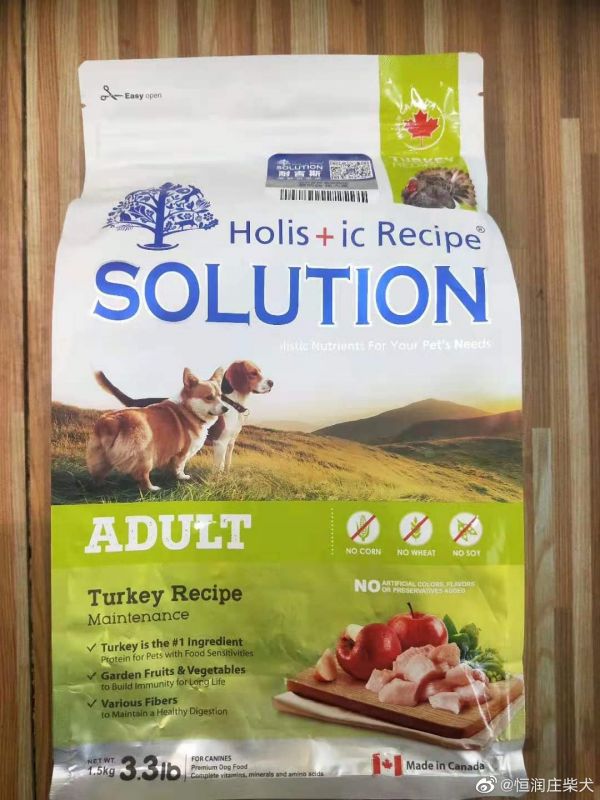 Easy open
TURKEY
SOLUTION
耐吉斯
Holis+ic Recipe®
SOLUTION
listic Nutrients For Your Pet's Needs
ADULT
NO CORN
NO WHEAT
NO SOY
NO ARTIFICIAL COLORS, FLAVORS
OR PRESERVATIVES ADDED
Turkey Recipe
Maintenance
Turkey is the #1 Ingredient
Protein for Pets with Food Sensitivities
Garden Fruits & Vegetables
to Build Immunity for Long Life
Various Fibers
to Maintain a Healthy Digestion
NET WT.
1.5kg 3.3lb
FOR CANINES
Premium Dog Food
Complete vitamins, minerals and amino acids
Made in Canada
@恒润庄柴犬